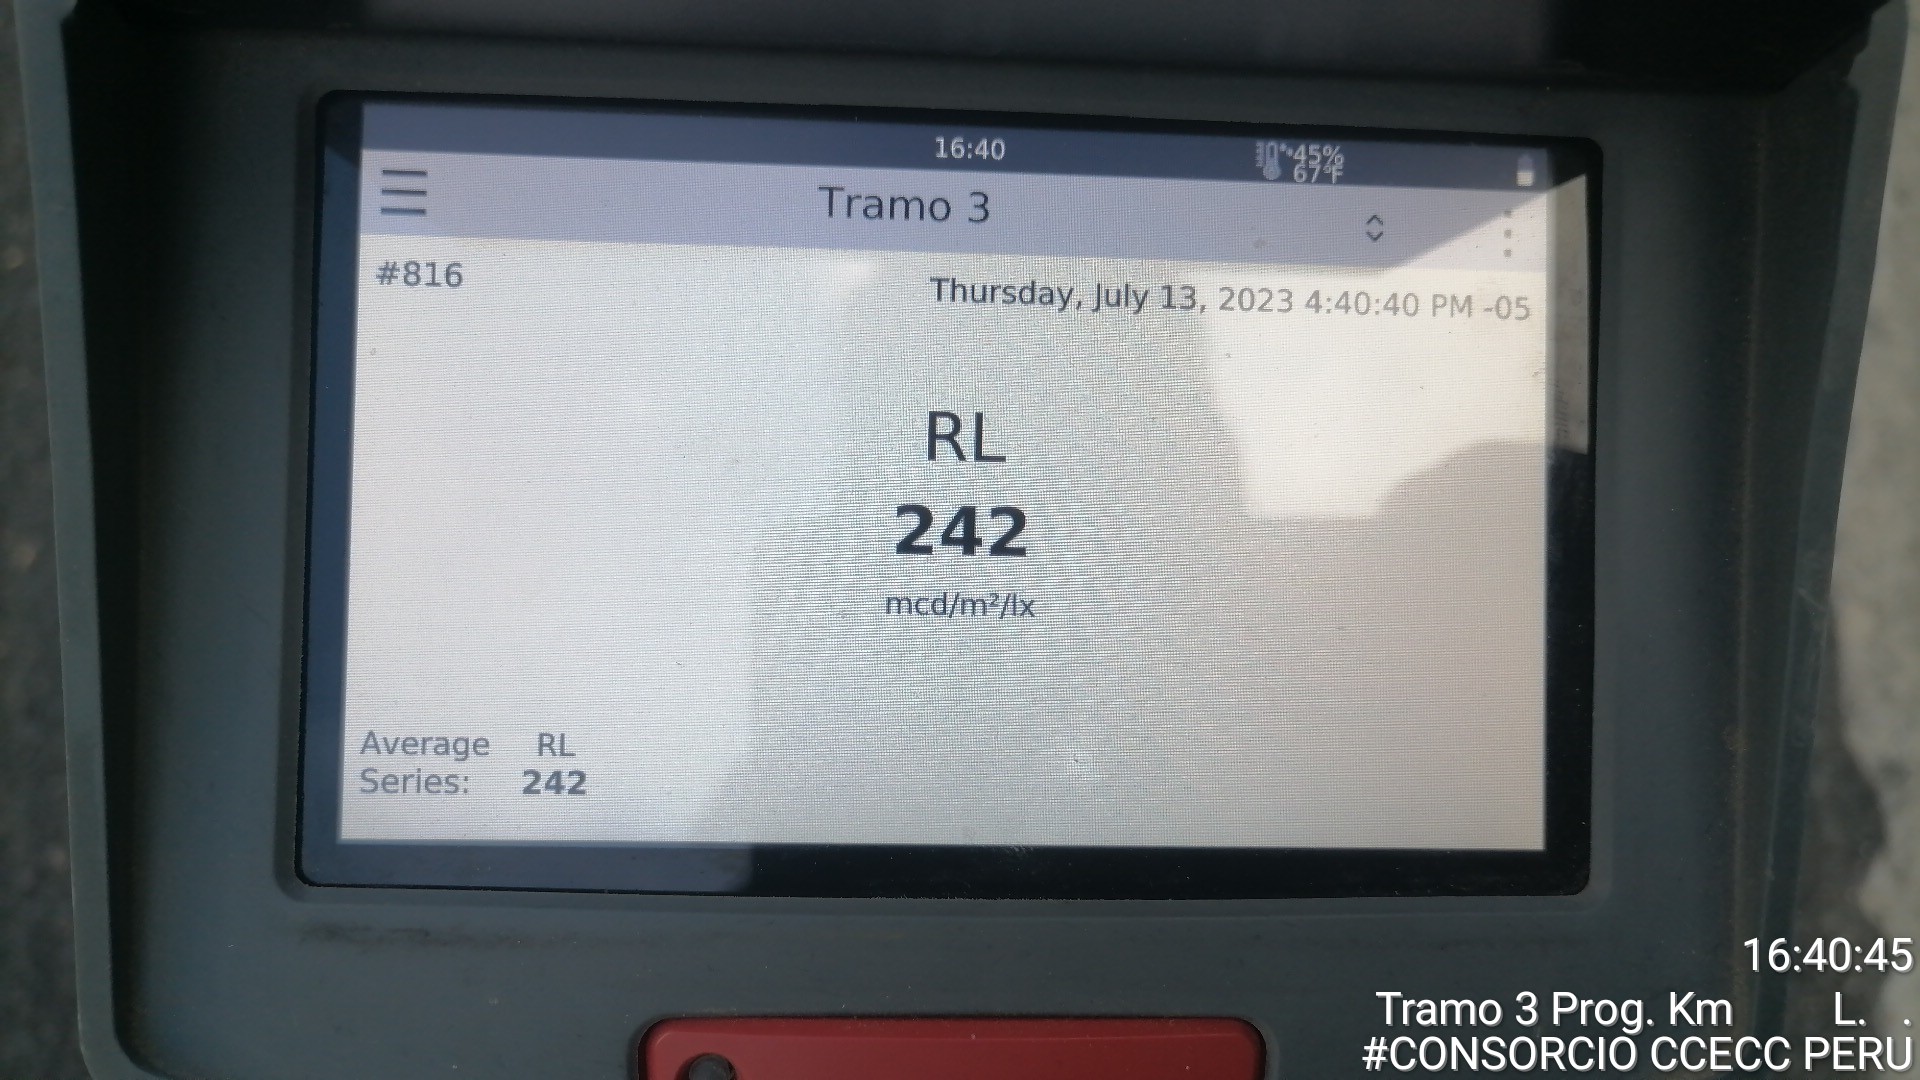 16:40
45%
67°F
Tramo 3
#816
Thursday, July 13, 2023 4:40:40 PM -05
RL
242
mcd/m²/lx
Average RL
Series: 242
16:40:45
Tramo 3 Prog. Km L. .
#CONSORCIO CCECC PERU